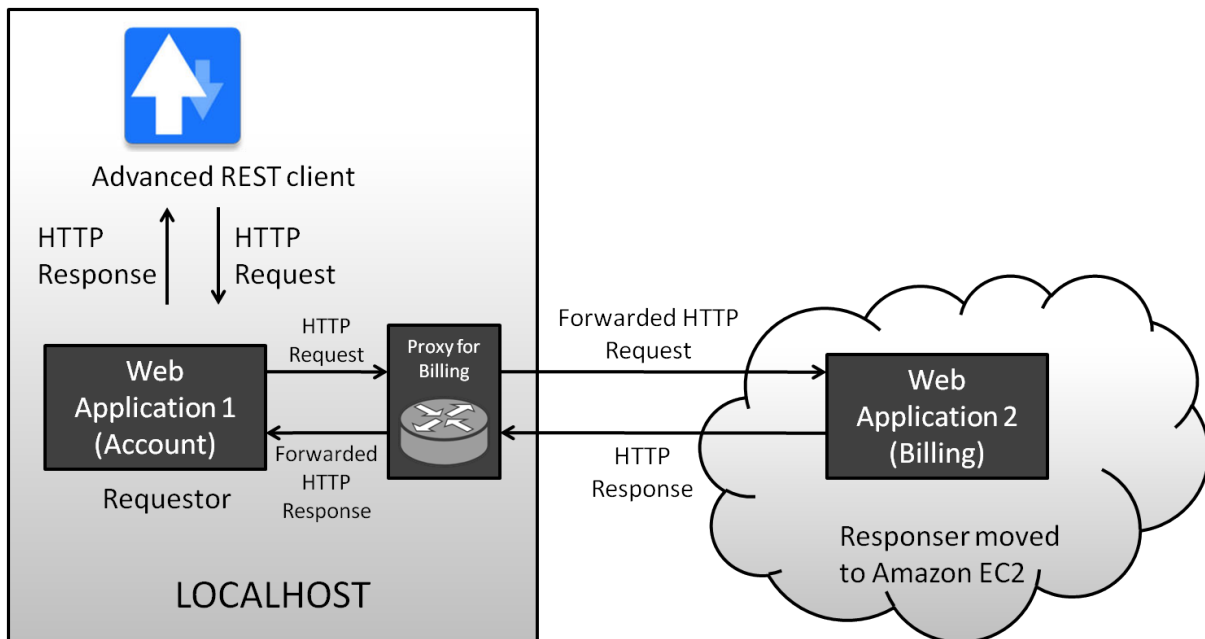 Advanced REST client
HTTP
Response
HTTP
Request
Web
Application 1
(Account)
Requestor
HTTP
Request
Proxy for
Billing
Forwarded
HTTP
Response
LOCALHOST
Forwarded HTTP
Request
HTTP
Response
Web
Application 2
(Billing)
Responser moved
to Amazon EC2